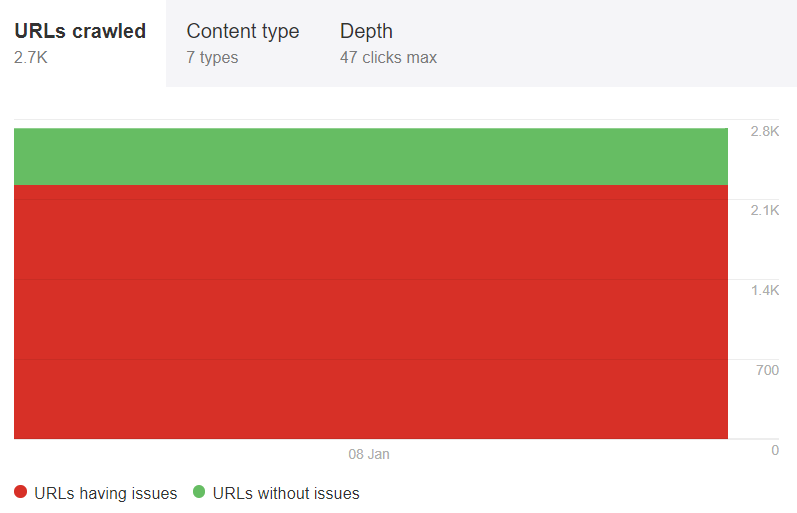 URLs crawled Content type Depth
2.7K 7 types 47 clicks max
2.8K
2.1K
1.4K
700
0
08 Jan
URLs having issues URLs without issues